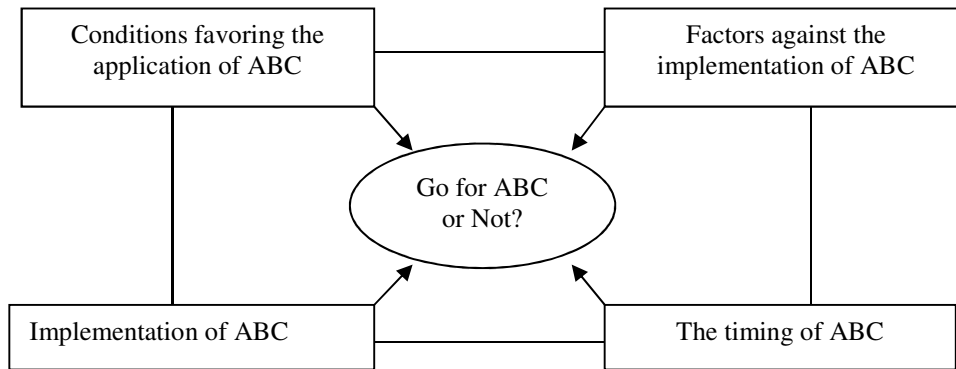 Conditions favoring the
application of ABC
Factors against the
implementation of ABC
Go for ABC
or Not?
Implementation of ABC
The timing of ABC